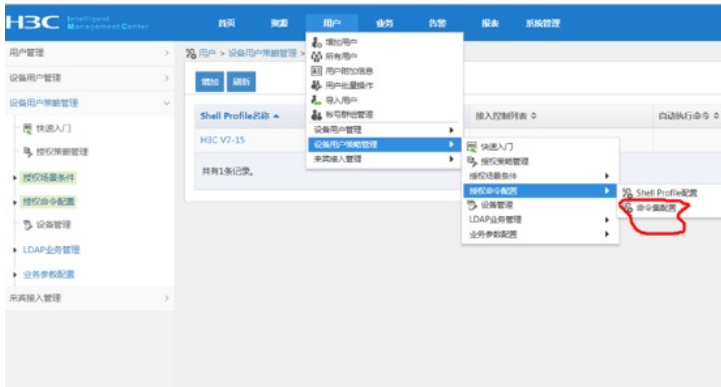 H3C Intelligent Management Center
首页 资源 用户 业务 告警 报表 系统管理
用户管理
设备用户管理
设备用户策略管理
快速入门
授权策略管理
授权场景条件
授权命令配置
设备管理
LDAP业务管理
业务参数配置
来宾接入管理
用户 > 设备用户策略管理 >
增加 刷新
Shell Profile名称 接入控制列表 自动执行命令
H3C V7-15
共有1条记录。
增加用户
所有用户
用户附加信息
用户批量操作
导入用户
帐号群组管理
设备用户管理
设备用户策略管理
来宾接入管理
快速入门
授权策略管理
授权场景条件
授权命令配置
设备管理
LDAP业务管理
业务参数配置
Shell Profile配置
命令集配置